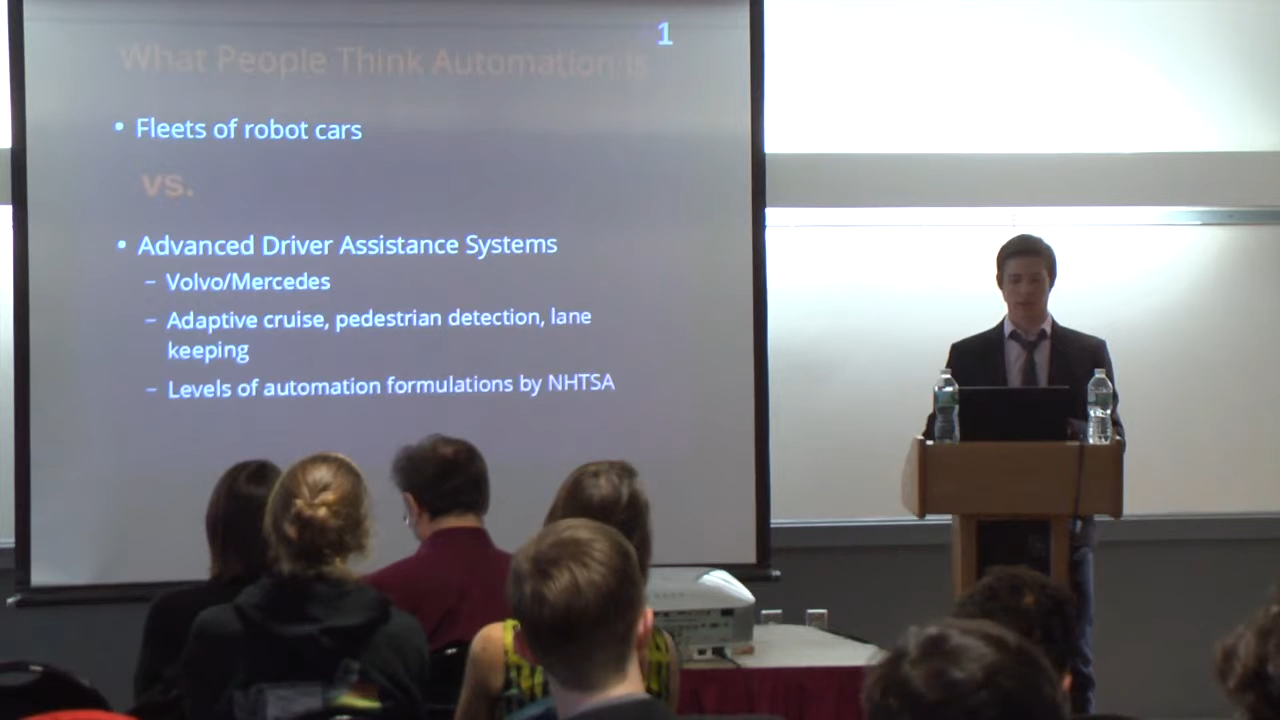 1
What People Think Automation Is
• Fleets of robot cars
vs.
• Advanced Driver Assistance Systems
– Volvo/Mercedes
– Adaptive cruise, pedestrian detection, lane
keeping
– Levels of automation formulations by NHTSA